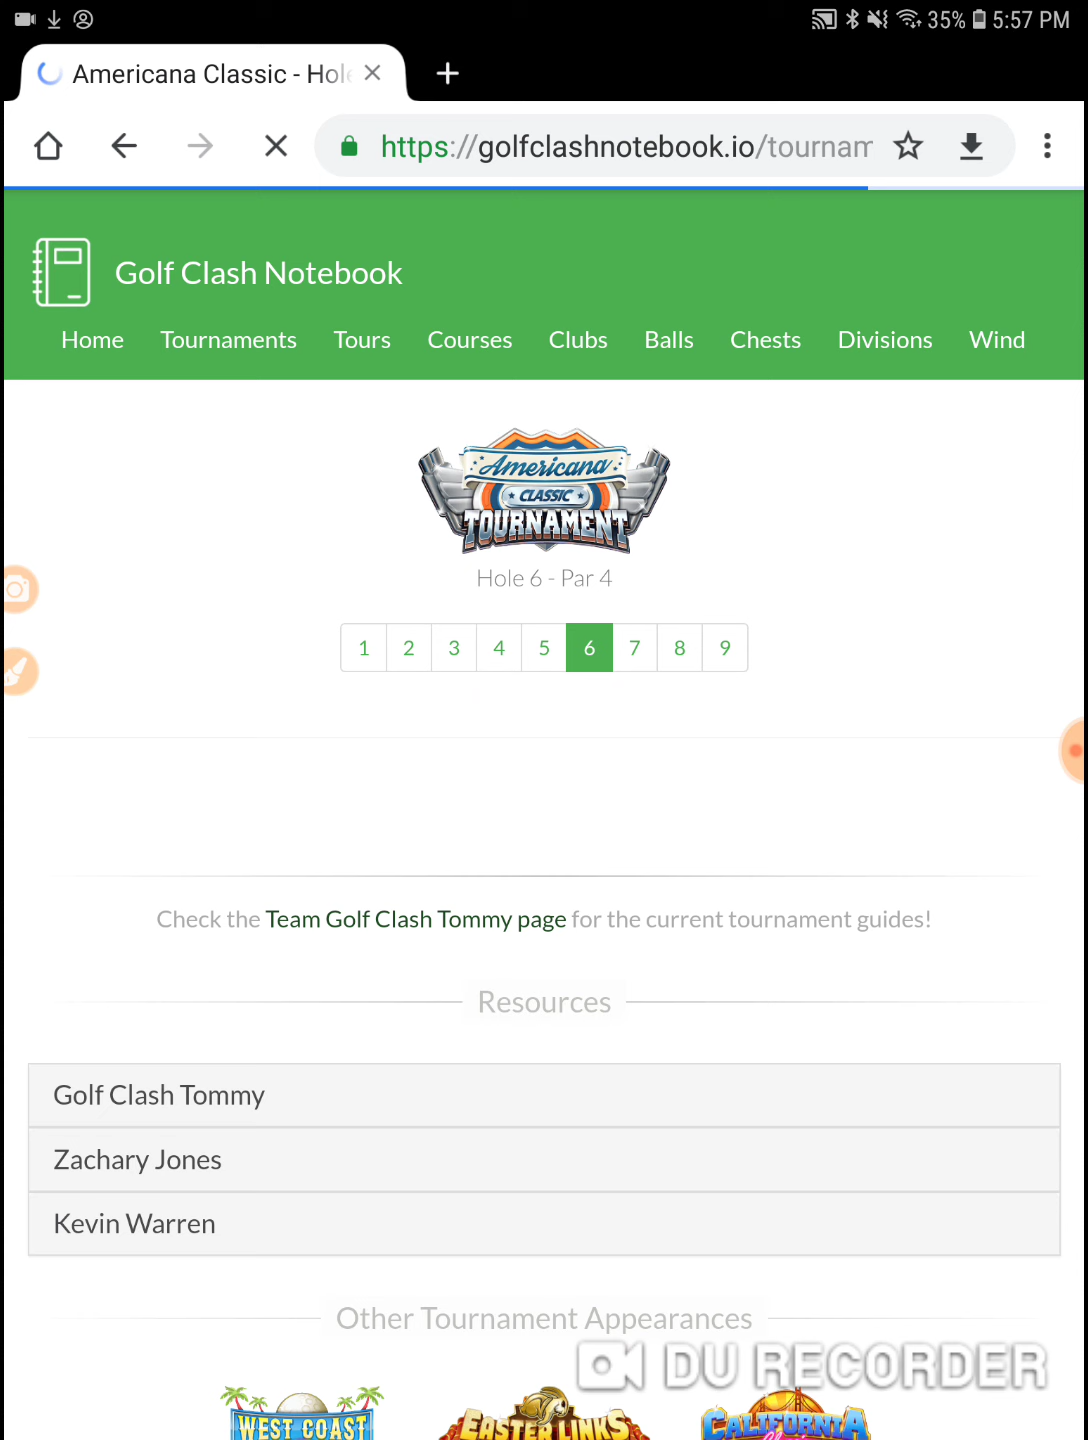 35% 5:57 PM
Americana Classic - Hole
https://golfclashnotebook.io/tournam
Golf Clash Notebook
Home Tournaments Tours Courses Clubs Balls Chests Divisions Wind
Americana
CLASSIC
TOURNAMENT
Hole 6 - Par 4
1 2 3 4 5 6 7 8 9
Check the Team Golf Clash Tommy page for the current tournament guides!
Resources
Golf Clash Tommy
Zachary Jones
Kevin Warren
Other Tournament Appearances
DU RECORDER
WEST COAST EASTER LINKS CALIFORNIA